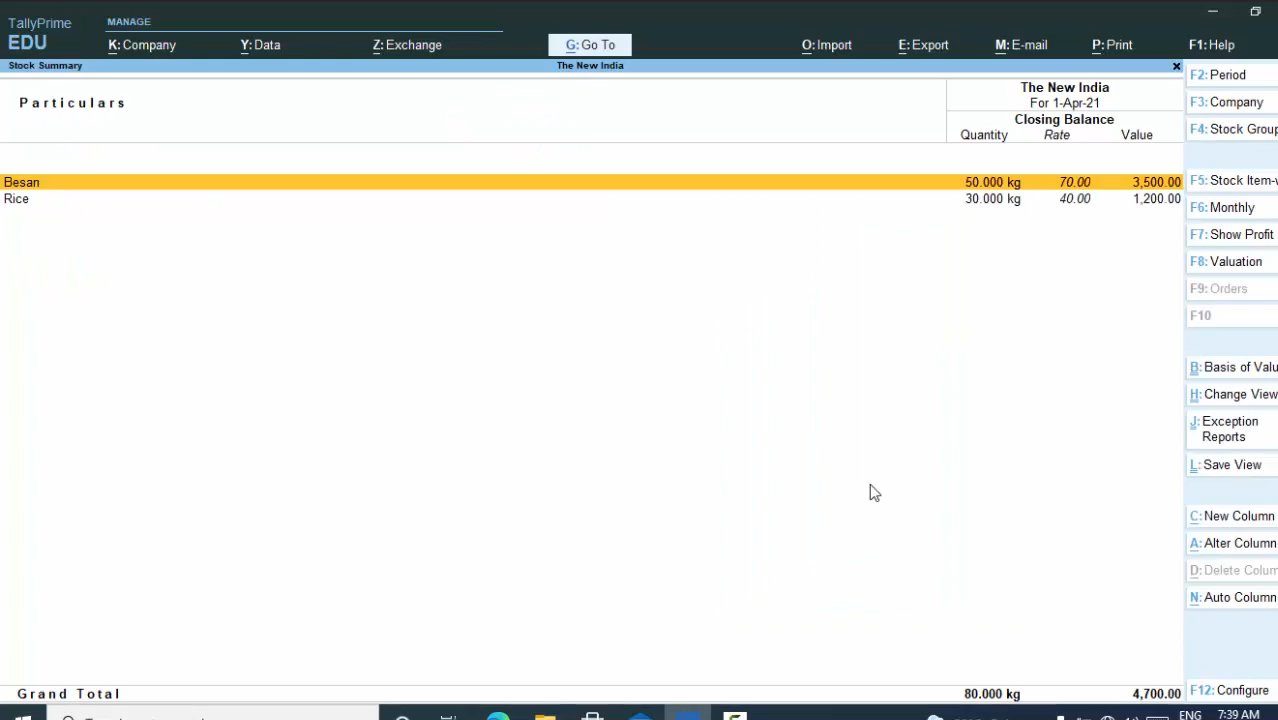 TallyPrime
EDU
MANAGE
K: Company
Y: Data
Z: Exchange
G: Go To
O: Import
E: Export
M: E-mail
P: Print
F1: Help
Stock Summary
The New India
Particulars
The New India
For 1-Apr-21
Closing Balance
Quantity Rate Value
Besan 50.000 kg 70.00 3,500.00
Rice 30.000 kg 40.00 1,200.00
Grand Total 80.000 kg 4,700.00
F2: Period
F3: Company
F4: Stock Group
F5: Stock Item-
F6: Monthly
F7: Show Profit
F8: Valuation
F9: Orders
F10
B: Basis of Valu
H: Change View
J: Exception
Reports
L: Save View
C: New Column
A: Alter Column
D: Delete Colum
N: Auto Column
F12: Configure
ENG 7:39 AM